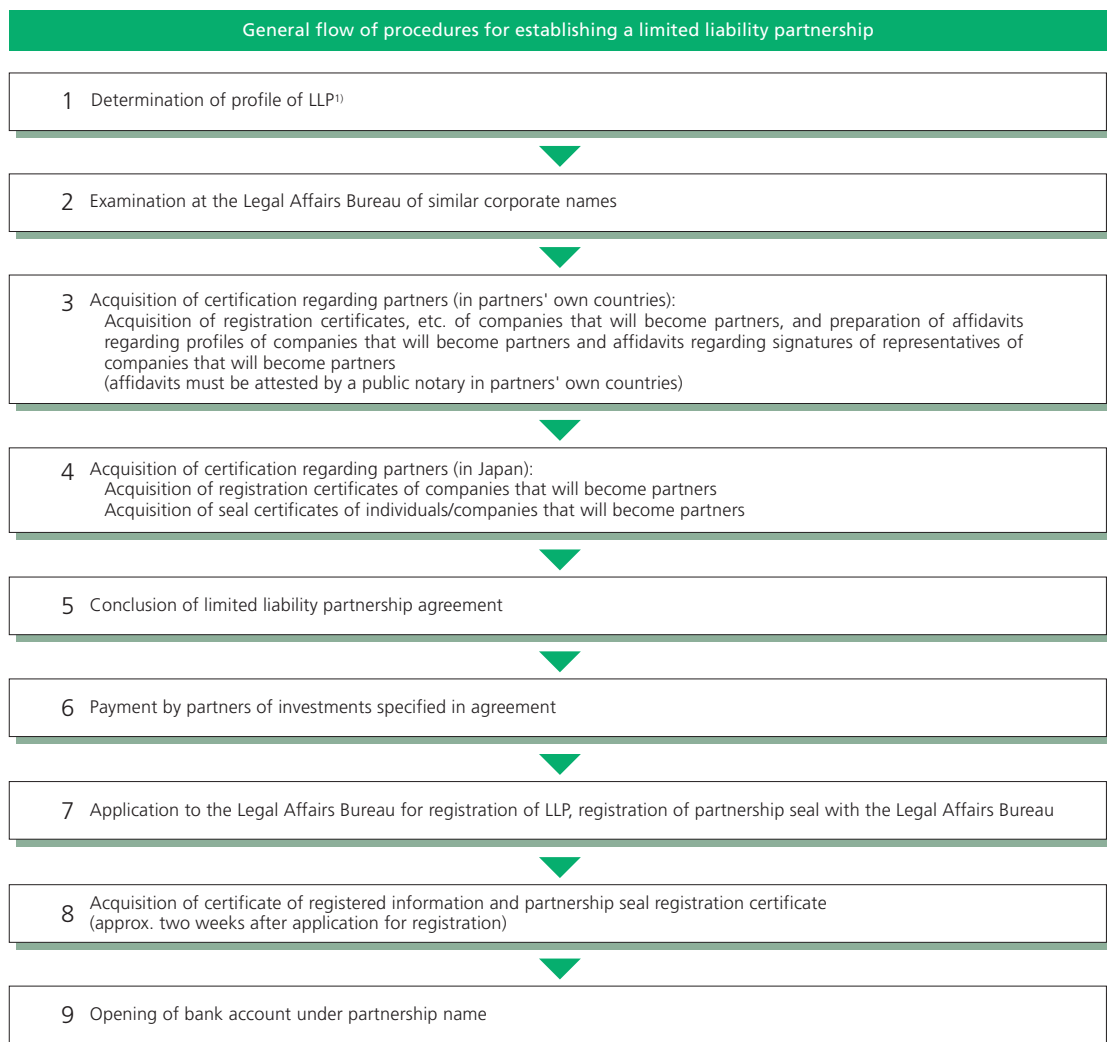 General flow of procedures for establishing a limited liability partnership
1 Determination of profile of LLP1)
2 Examination at the Legal Affairs Bureau of similar corporate names
3 Acquisition of certification regarding partners (in partners' own countries):
Acquisition of registration certificates, etc. of companies that will become partners, and preparation of affidavits
regarding profiles of companies that will become partners and affidavits regarding signatures of representatives of
companies that will become partners
(affidavits must be attested by a public notary in partners' own countries)
4 Acquisition of certification regarding partners (in Japan):
Acquisition of registration certificates of companies that will become partners
Acquisition of seal certificates of individuals/companies that will become partners
5 Conclusion of limited liability partnership agreement
6 Payment by partners of investments specified in agreement
7 Application to the Legal Affairs Bureau for registration of LLP, registration of partnership seal with the Legal Affairs Bureau
8 Acquisition of certificate of registered information and partnership seal registration certificate
(approx. two weeks after application for registration)
9 Opening of bank account under partnership name